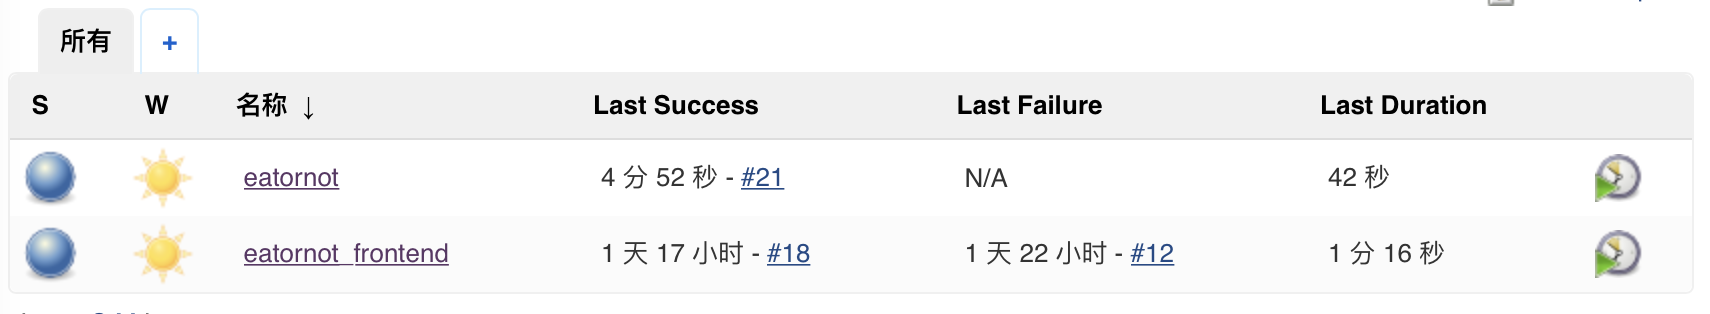 所有 +
S W 名称 ↓ Last Success Last Failure Last Duration
eatornot 4 分 52 秒 - #21 N/A 42 秒
eatornot_frontend 1 天 17 小时 - #18 1 天 22 小时 - #12 1 分 16 秒